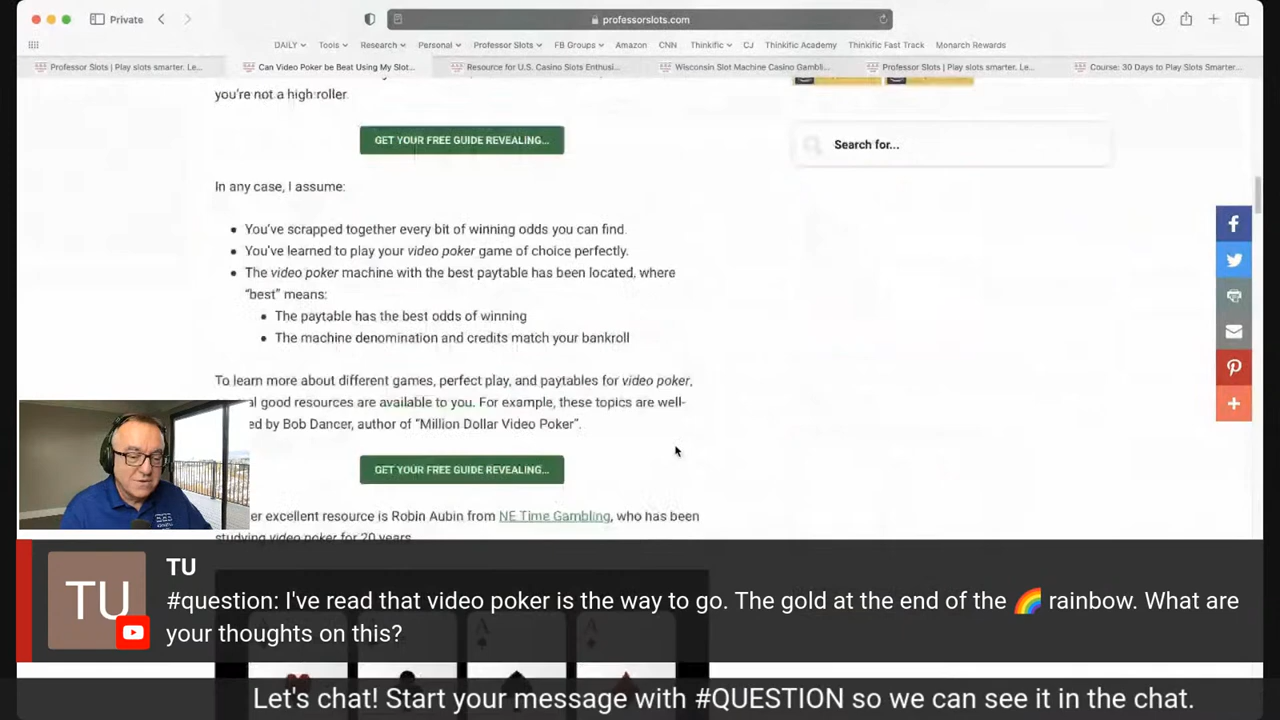 Private
professorslots.com
DAILY Tools Research Personal Professor Slots FB Groups Amazon CNN Thinkific CJ Thinkific Academy Thinkific Fast Track Monarch Rewards
Professor Slots | Play slots smarter. Le... Can Video Poker be Beat Using My Slot... Resource for U.S. Casino Slots Enthusi... Wisconsin Slot Machine Casino Gambli... Professor Slots | Play slots smarter. Le... Course: 30 Days to Play Slots Smarter...
you're not a high roller.
GET YOUR FREE GUIDE REVEALING...
Search for...
In any case, I assume:
• You've scrapped together every bit of winning odds you can find.
• You've learned to play your video poker game of choice perfectly.
• The video poker machine with the best paytable has been located, where
"best" means:
• The paytable has the best odds of winning
• The machine denomination and credits match your bankroll
To learn more about different games, perfect play, and paytables for video poker,
good resources are available to you. For example, these topics are well-
by Bob Dancer, author of "Million Dollar Video Poker".
GET YOUR FREE GUIDE REVEALING...
excellent resource is Robin Aubin from NE Time Gambling, who has been
studying video poker for 20 years
TU
TU
#question: I've read that video poker is the way to go. The gold at the end of the 🌈 rainbow. What are
your thoughts on this?
A A A A
Let's chat! Start your message with #QUESTION so we can see it in the chat.